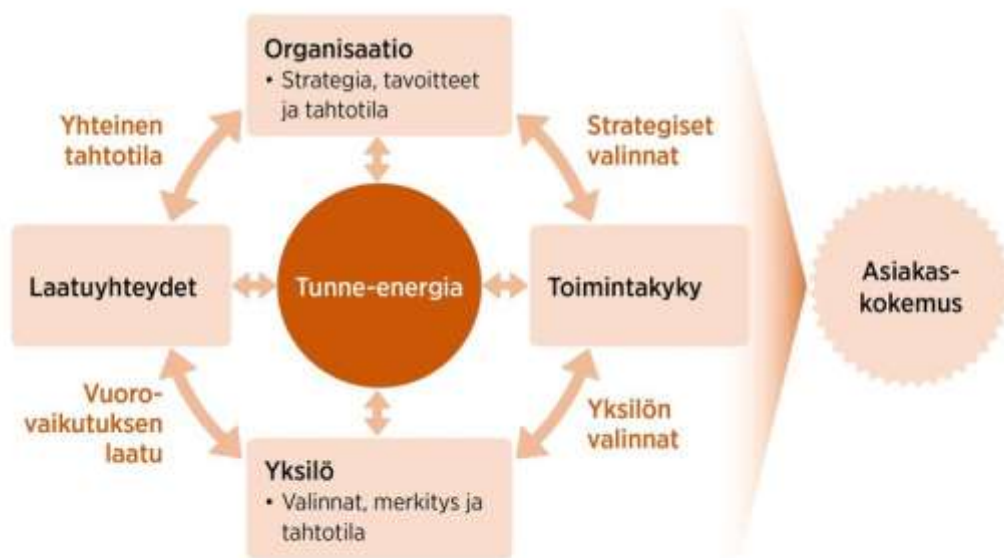 Organisaatio
• Strategia, tavoitteet
ja tahtotila
Yhteinen
tahtotila
Strategiset
valinnat
Laatuyhteydet
Tunne-energia
Toimintakyky
Asiakas-
kokemus
Vuoro-
vaikutuksen
laatu
Yksilön
valinnat
Yksilö
• Valinnat, merkitys ja
tahtotila